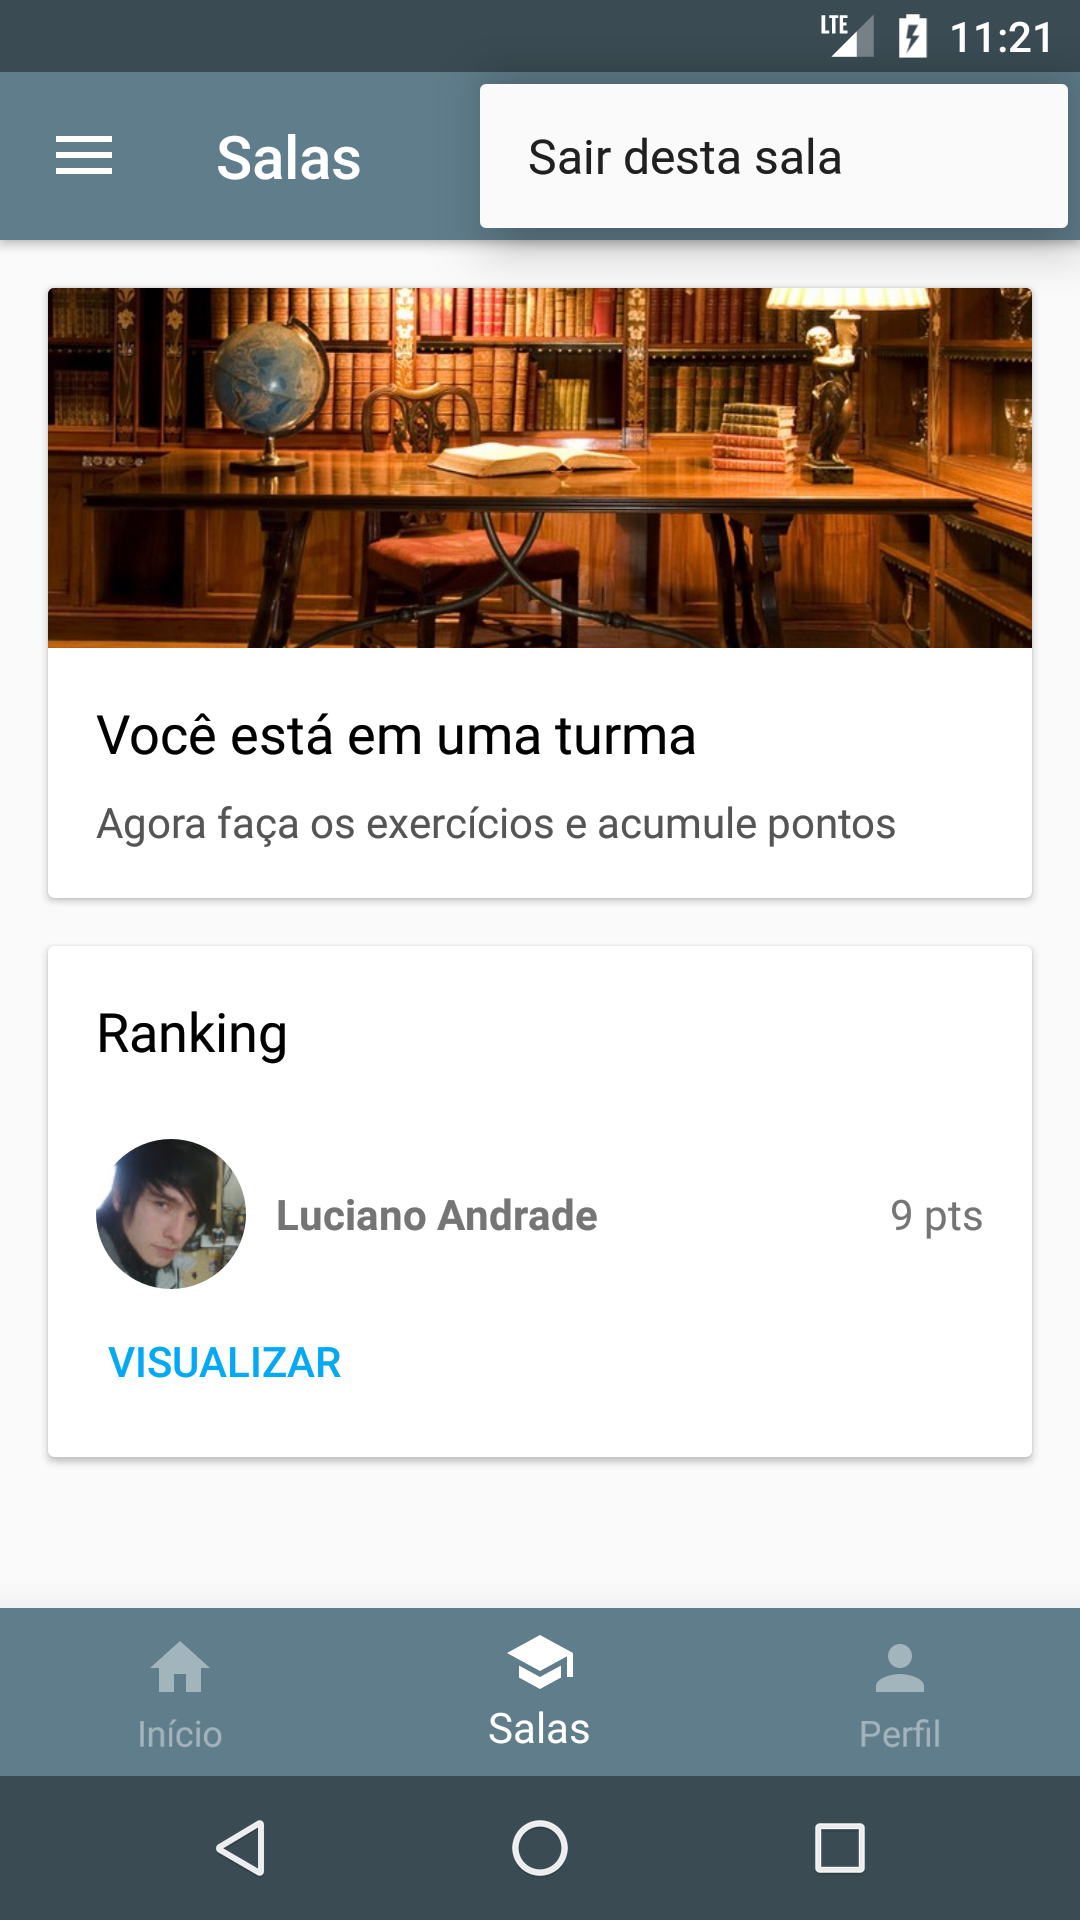 LTE 11:21
Salas
Sair desta sala
Você está em uma turma
Agora faça os exercícios e acumule pontos
Ranking
Luciano Andrade 9 pts
VISUALIZAR
Início Salas Perfil